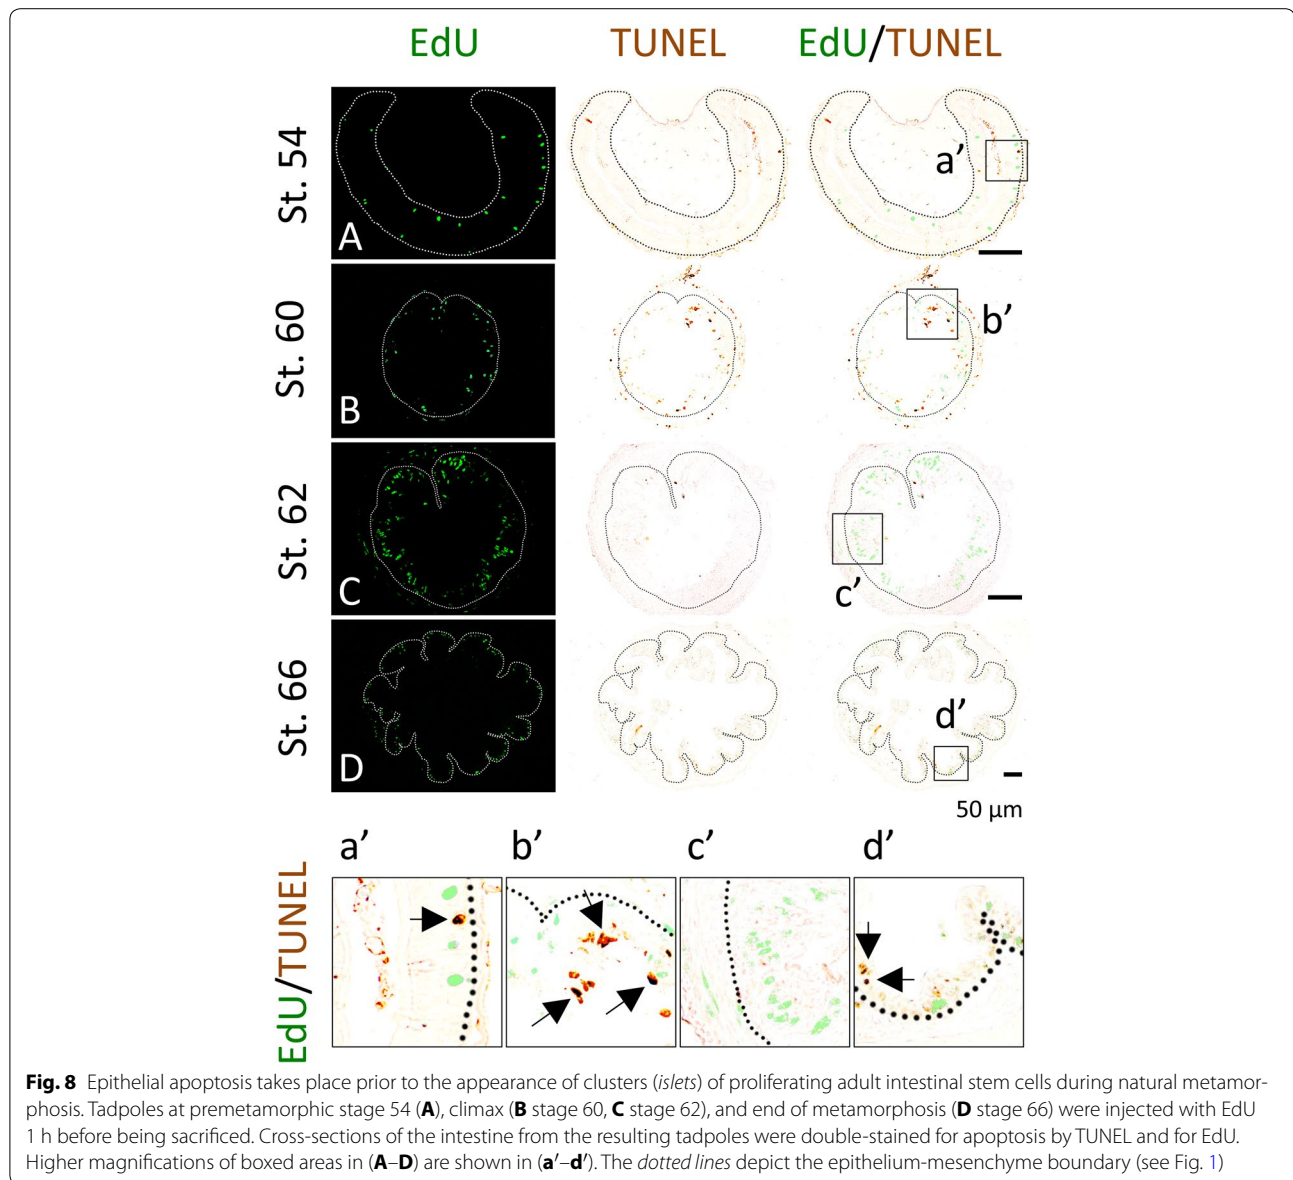 EdU TUNEL EdU/TUNEL
St. 54
A
a′
St. 60
B
b′
St. 62
C
c′
St. 66
D
d′
50 µm
a′ b′ c′ d′
EdU/TUNEL
Fig. 8 Epithelial apoptosis takes place prior to the appearance of clusters (islets) of proliferating adult intestinal stem cells during natural metamor-
phosis. Tadpoles at premetamorphic stage 54 (A), climax (B stage 60, C stage 62), and end of metamorphosis (D stage 66) were injected with EdU
1 h before being sacrificed. Cross-sections of the intestine from the resulting tadpoles were double-stained for apoptosis by TUNEL and for EdU.
Higher magnifications of boxed areas in (A–D) are shown in (a′–d′). The dotted lines depict the epithelium-mesenchyme boundary (see Fig. 1)